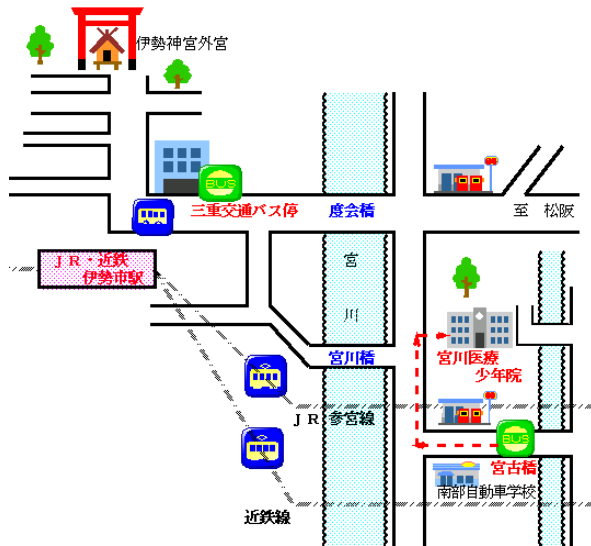 伊勢神宮外宮
BUS
三重交通バス停
度会橋
至 松阪
JR・近鉄
伊勢市駅
宮
川
宮川橋
宮川医療
少年院
JR 参宮線
BUS
宮古橋
南部自動車学校
近鉄線